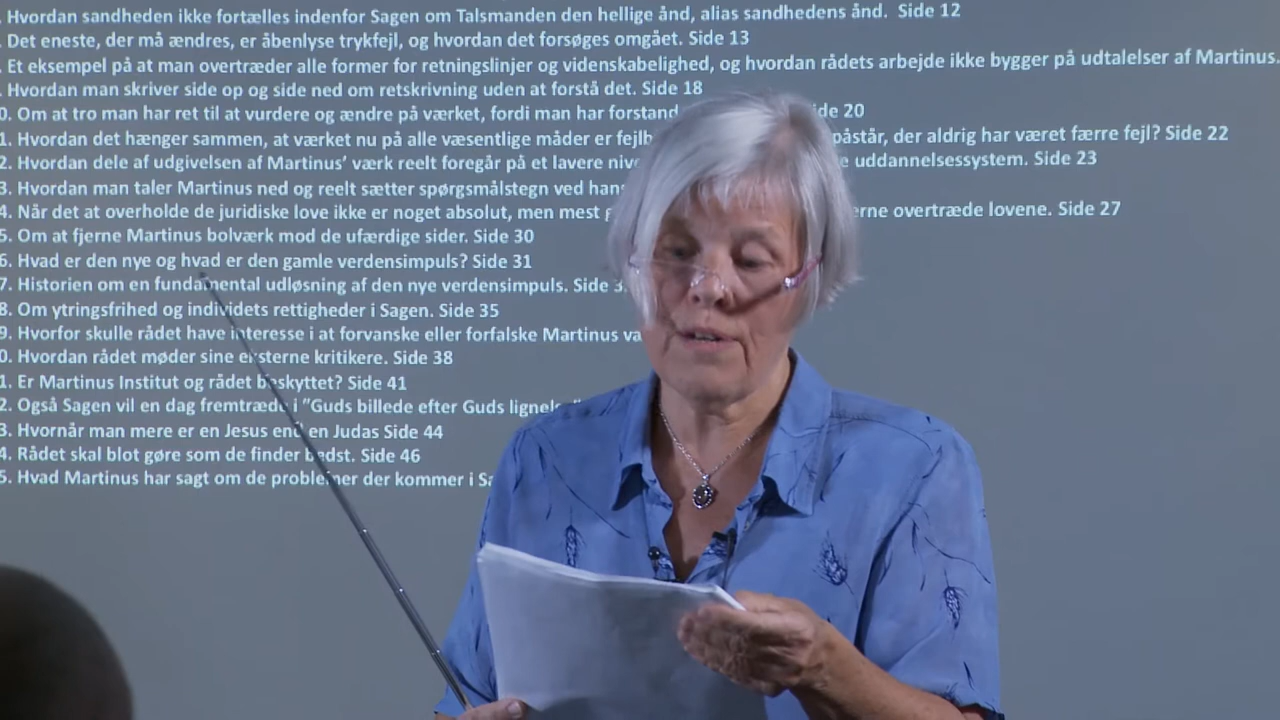 . Hvordan sandheden ikke fortælles indenfor Sagen om Talsmanden den hellige ånd, alias sandhedens ånd. Side 12
. Det eneste, der må ændres, er åbenlyse trykfejl, og hvordan det forsøges omgået. Side 13
. Et eksempel på at man overtræder alle former for retningslinjer og videnskabelighed, og hvordan rådets arbejde ikke bygger på udtalelser af Martinus.
. Hvordan man skriver side op og side ned om retskrivning uden at forstå det. Side 18
0. Om at tro man har ret til at vurdere og ændre på værket, fordi man har forstand Side 20
1. Hvordan det hænger sammen, at værket nu på alle væsentlige måder er påstår, der aldrig har været færre fejl? Side 22
2. Hvordan dele af udgivelsen af Martinus’ værk reelt foregår på et lavere uddannelsessystem. Side 23
3. Hvordan man taler Martinus ned og reelt sætter spørgsmålstegn ved
4. Når det at overholde de juridiske love ikke er noget absolut, men mest overtræde lovene. Side 27
5. Om at fjerne Martinus bolværk mod de ufærdige sider. Side 30
6. Hvad er den nye og hvad er den gamle verdensimpuls? Side 31
7. Historien om en fundamental udløsning af den nye verdensimpuls. Side
8. Om ytringsfrihed og individets rettigheder i Sagen. Side 35
9. Hvorfor skulle rådet have interesse i at forvanske eller forfalske Martinus
0. Hvordan rådet møder sine eksterne kritikere. Side 38
1. Er Martinus Institut og rådet beskyttet? Side 41
2. Også Sagen vil en dag fremtræde i ”Guds billede efter Guds lignelse”
3. Hvornår man mere er en Jesus end en Judas Side 44
4. Rådet skal blot gøre som de finder bedst. Side 46
5. Hvad Martinus har sagt om de problemer der kommer i